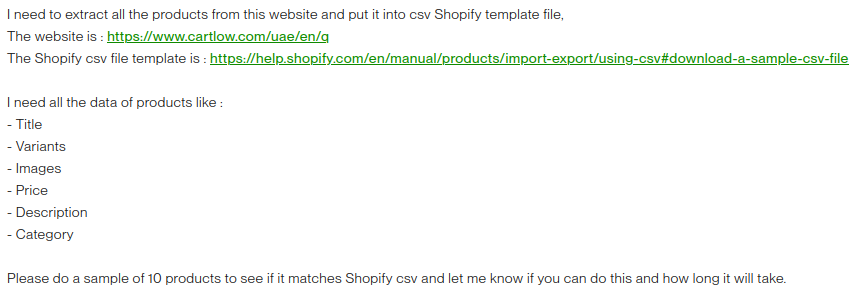 I need to extract all the products from this website and put it into csv Shopify template file,
The website is : https://www.cartlow.com/uae/en/q
The Shopify csv file template is : https://help.shopify.com/en/manual/products/import-export/using-csv#download-a-sample-csv-file
I need all the data of products like :
- Title
- Variants
- Images
- Price
- Description
- Category
Please do a sample of 10 products to see if it matches Shopify csv and let me know if you can do this and how long it will take.